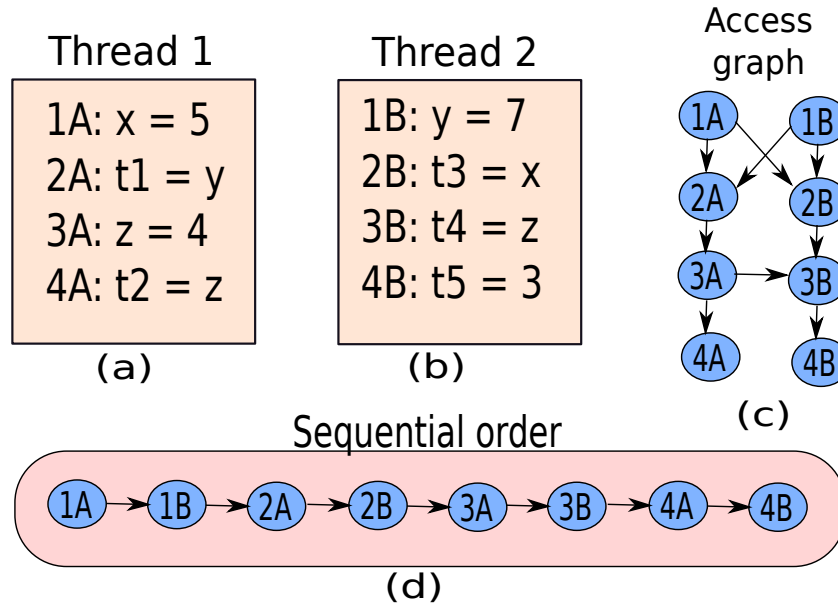 Thread 1
1A: x = 5
2A: t1 = y
3A: z = 4
4A: t2 = z
(a)
Thread 2
1B: y = 7
2B: t3 = x
3B: t4 = z
4B: t5 = 3
(b)
Access
graph
1A 1B
2A 2B
3A 3B
4A 4B
(c)
Sequential order
1A 1B 2A 2B 3A 3B 4A 4B
(d)